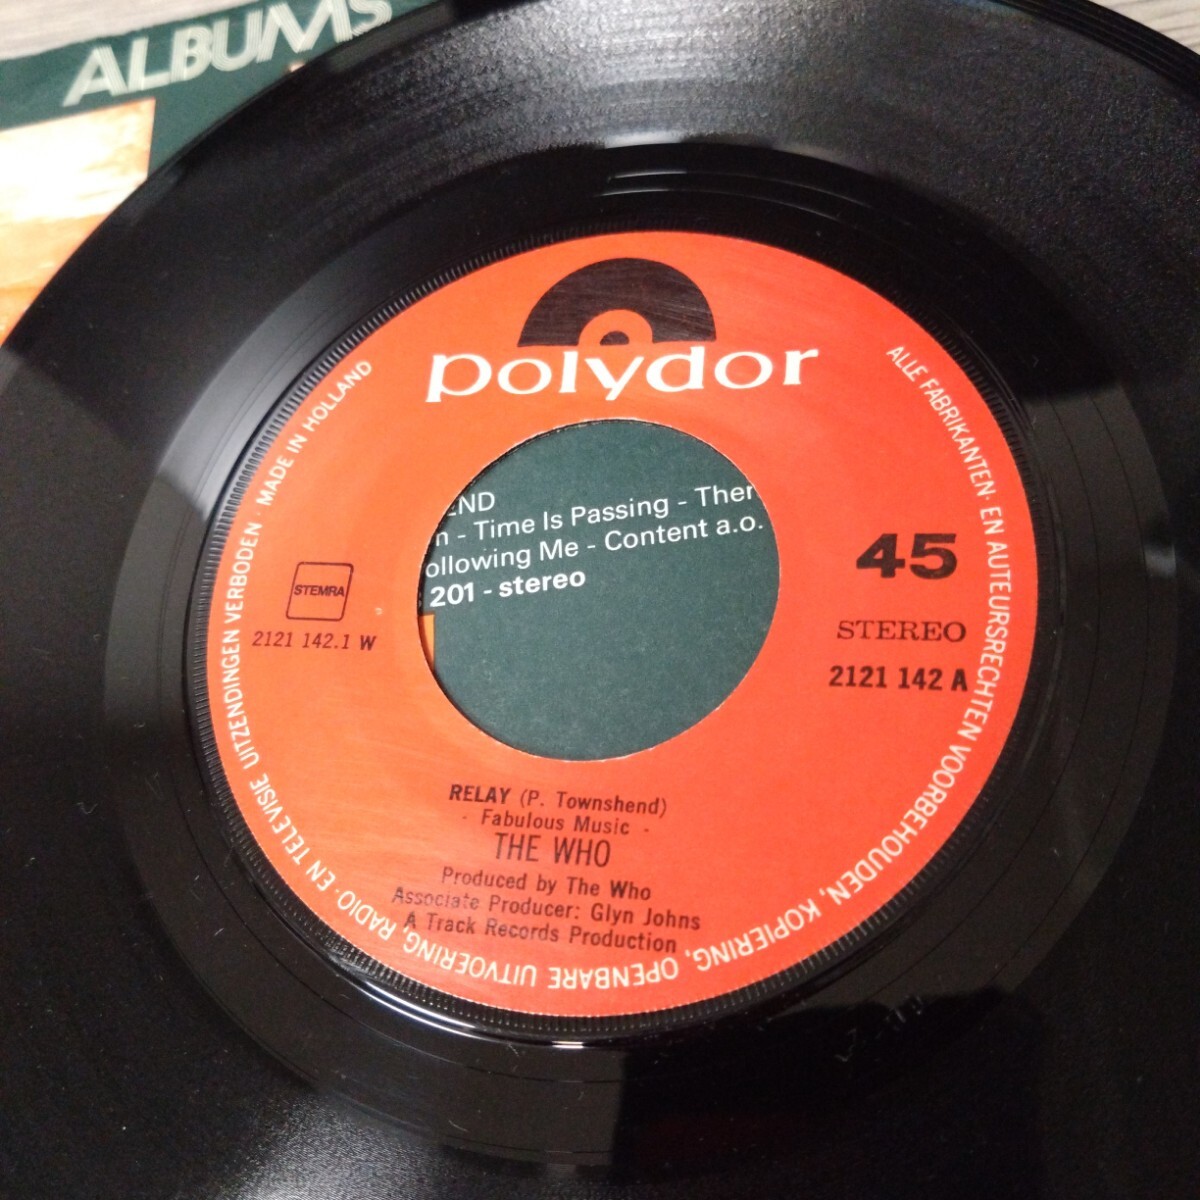 ALBUMS
polydor
MADE IN HOLLAND
ALLE FABRIKANTEN· EN AUTEURSRECHTEN VOORBEHOUDEN, KOPIERING, OPENBARE UITVOERING, RADIO· EN TELEVISIE UITZENDINGEN VERBODEN ·
END
- Time Is Passing -
ollowing Me - Content a.o.
201 - stereo
STEMRA
2121 142.1 W
45
STEREO
2121 142 A
RELAY (P. Townshend)
- Fabulous Music -
THE WHO
Produced by The Who
Associate Producer: Glyn Johns
A Track Records Production